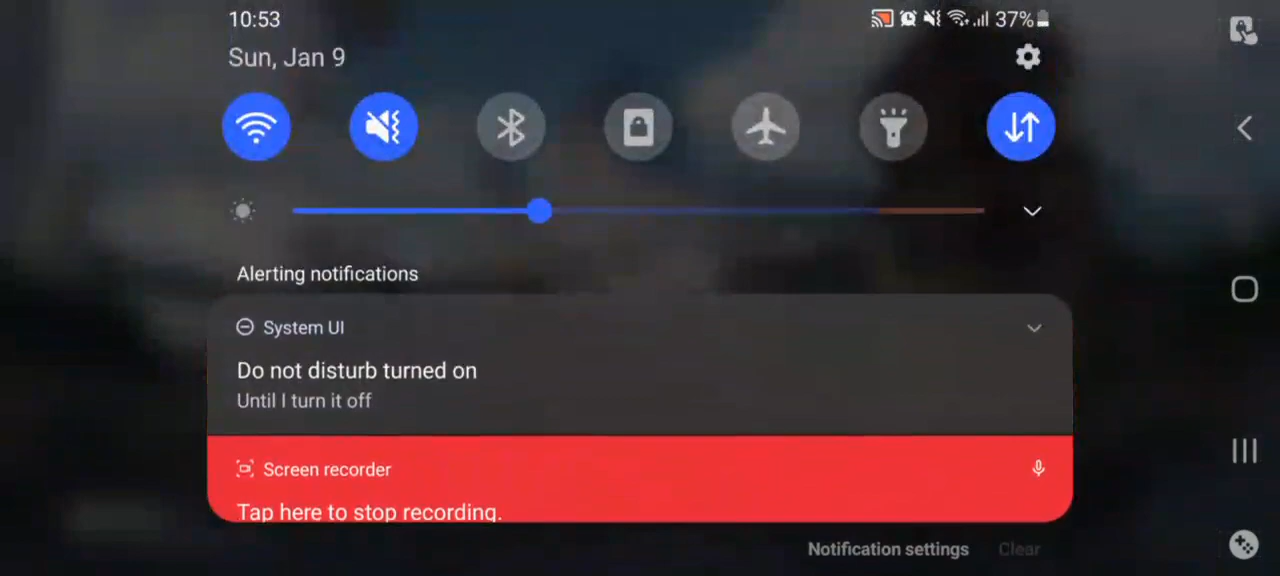 10:53
37%
Sun, Jan 9
Alerting notifications
System UI
Do not disturb turned on
Until I turn it off
Screen recorder
Tap here to stop recording.
Notification settings
Clear